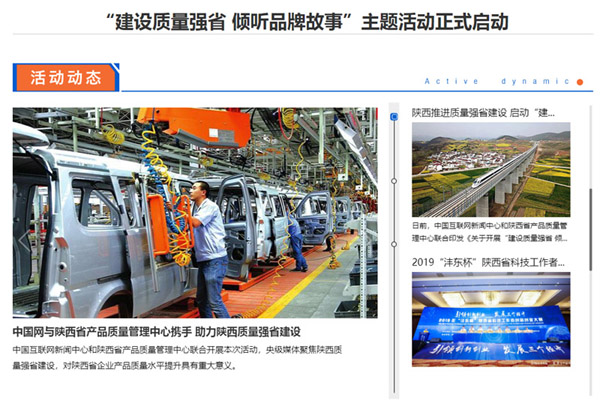 “建设质量强省 倾听品牌故事”主题活动正式启动
活动动态
Active dynamic
陕西推进质量强省建设 启动“建...
日前，中国互联网新闻中心和陕西省产品质量管
理中心联合印发《关于开展“建设质量强省 倾...
2019“沣东杯”陕西省科技工作者...
中国网与陕西省产品质量管理中心携手 助力陕西质量强省建设
中国互联网新闻中心和陕西省产品质量管理中心联合开展本次活动，央级媒体聚焦陕西质
量强省建设，对陕西省企业产品质量水平提升具有重大意义。